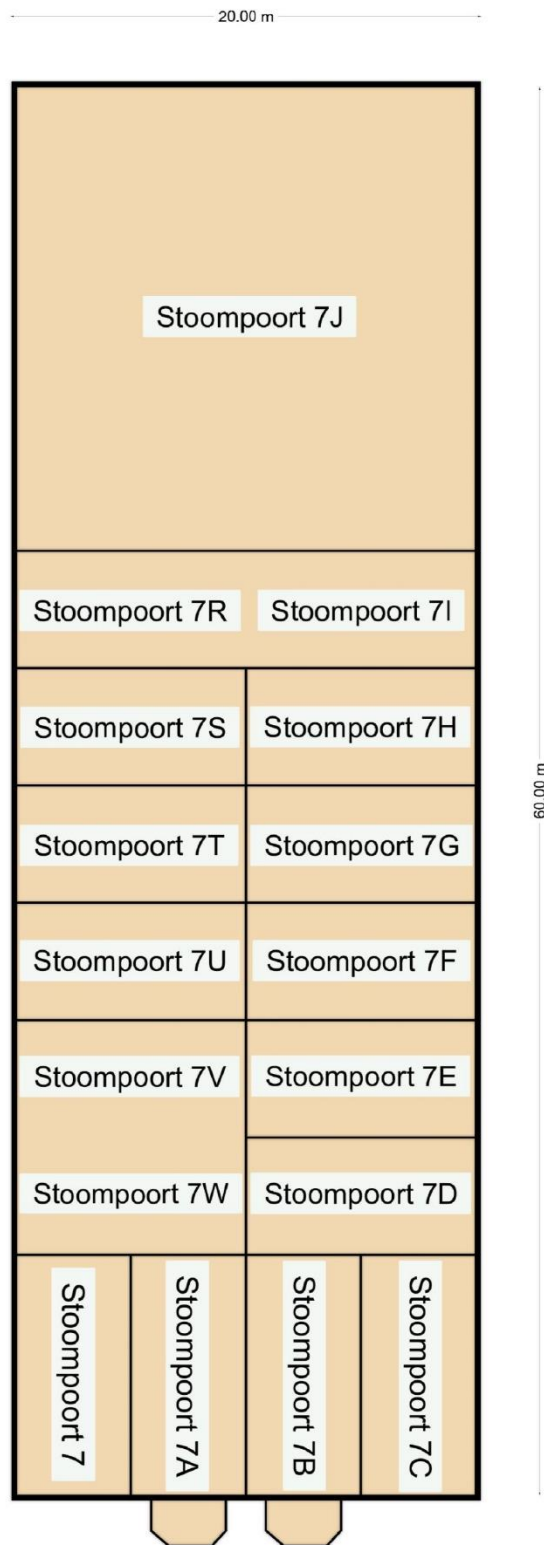 20.00 m
Stoompoort 7J
Stoompoort 7R
Stoompoort 7I
Stoompoort 7S
Stoompoort 7H
Stoompoort 7T
Stoompoort 7G
60.00 m
Stoompoort 7U
Stoompoort 7F
Stoompoort 7V
Stoompoort 7E
Stoompoort 7W
Stoompoort 7D
Stoompoort 7
Stoompoort 7A
Stoompoort 7B
Stoompoort 7C